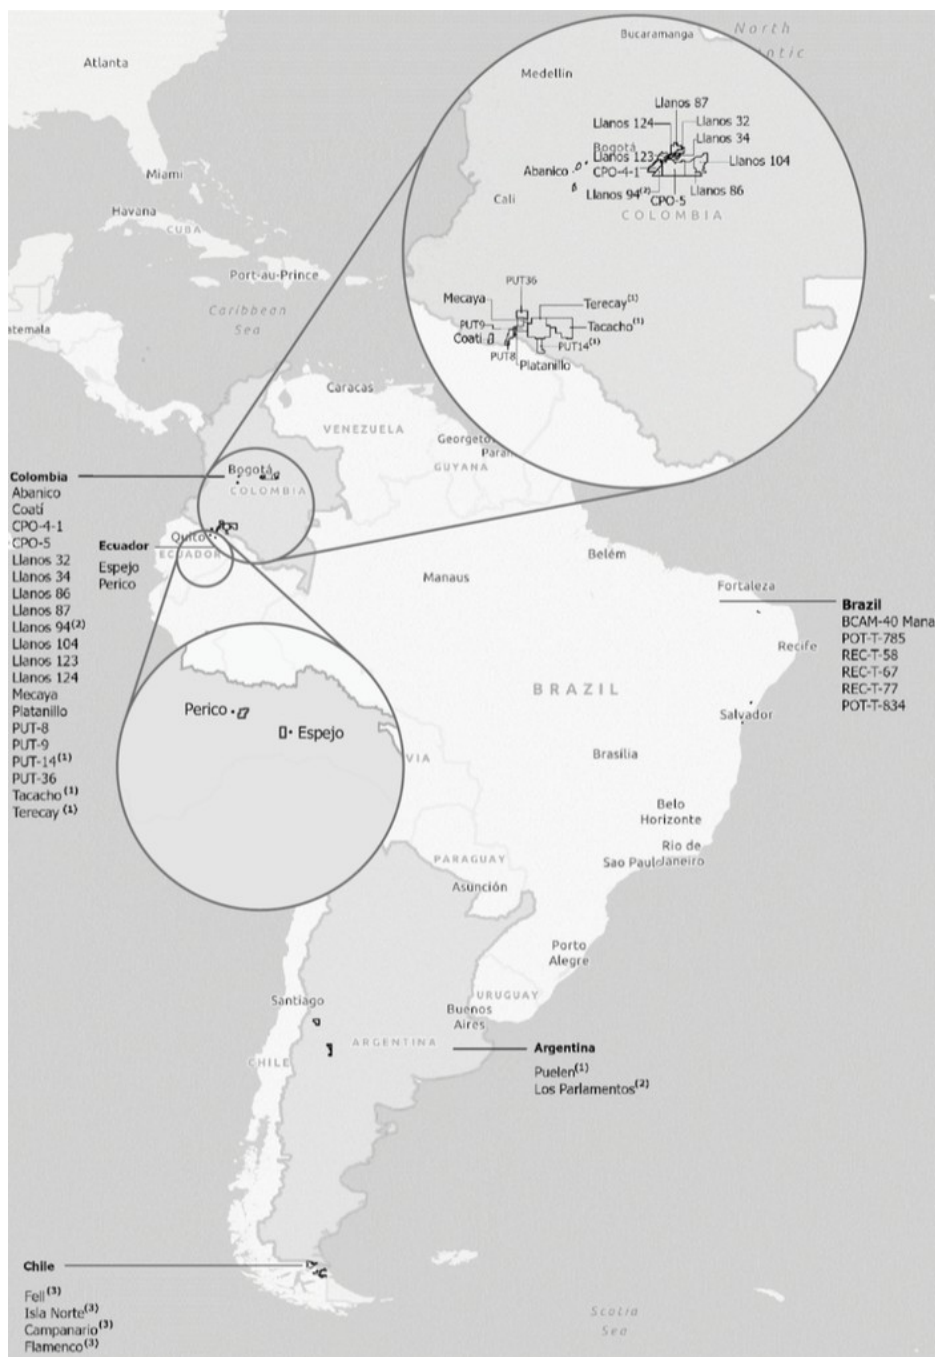 North
ntic
Bucaramanga
Atlanta
Medellin
Llanos 87
Llanos 124
Llanos 32
Llanos 34
Bogotá
Llanos 123
Llanos 104
Abanico
CPO-4-1
Miami
Llanos 94(2)
Llanos 86
CPO-5
Cali
COLOMBIA
Havana
CUBA
Port-au-Prince
PUT36
Mecaya
Terecay(1)
Caribbean
Sea
PUT9
Tacacho(1)
atemala
Coati
PUT14(1)
PUT8
Platanillo
Caracas
VENEZUELA
Georgeto
Param
GUYANA
Bogotá
COLOMBIA
Colombia
Abanico
Coati
CPO-4-1
CPO-5
Llanos 32
Llanos 34
Llanos 86
Llanos 87
Llanos 94(2)
Llanos 104
Llanos 123
Llanos 124
Mecaya
Platanillo
PUT-8
PUT-9
PUT-14(1)
PUT-36
Tacacho (1)
Terecay (1)
Quito
ECUADOR
Ecuador
Espejo
Perico
Manaus
Belém
Fortaleza
Brazil
BCAM-40 Mana
POT-T-785
REC-T-58
REC-T-67
REC-T-77
POT-T-834
Recife
BRAZIL
Perico
Espejo
Salvador
VIA
Brasília
Belo
Horizonte
Rio de
Sao Paulo
Janeiro
PARAGUAY
Asunción
Porto
Alegre
Santiago
URUGUAY
Buenos
Aires
ARGENTINA
CHILE
Argentina
Puelen(1)
Los Parlamentos(2)
Chile
Fell(3)
Isla Norte(3)
Campanario(3)
Flamenco(3)
Scotia
Sea